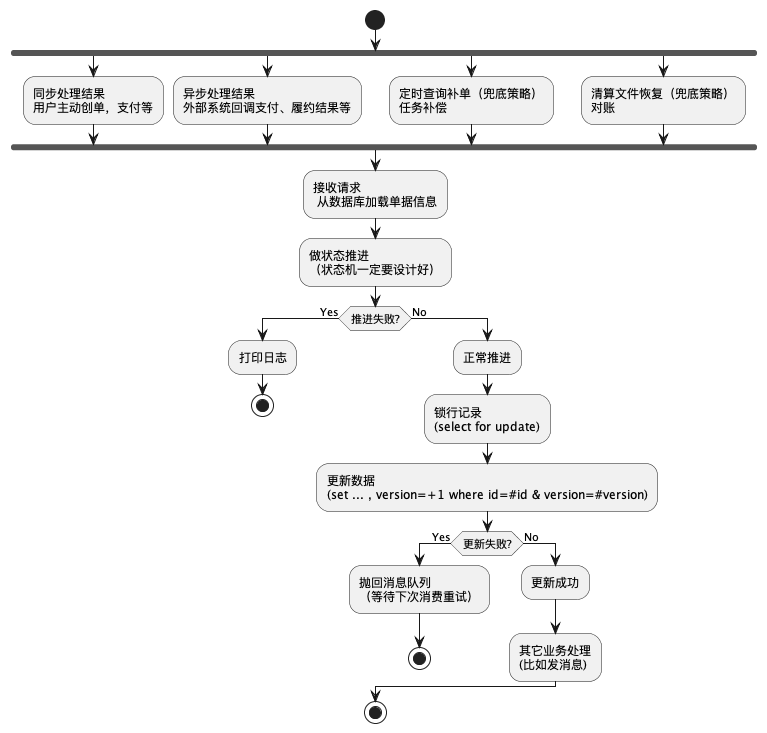 同步处理结果
用户主动创单，支付等
异步处理结果
外部系统回调支付、履约结果等
定时查询补单（兜底策略）
任务补偿
清算文件恢复（兜底策略）
对账
接收请求
从数据库加载单据信息
做状态推进
（状态机一定要设计好）
Yes
推进失败?
No
打印日志
正常推进
锁行记录
(select for update)
更新数据
(set ... , version=+1 where id=#id & version=#version)
Yes
更新失败?
No
抛回消息队列
（等待下次消费重试）
更新成功
其它业务处理
(比如发消息)